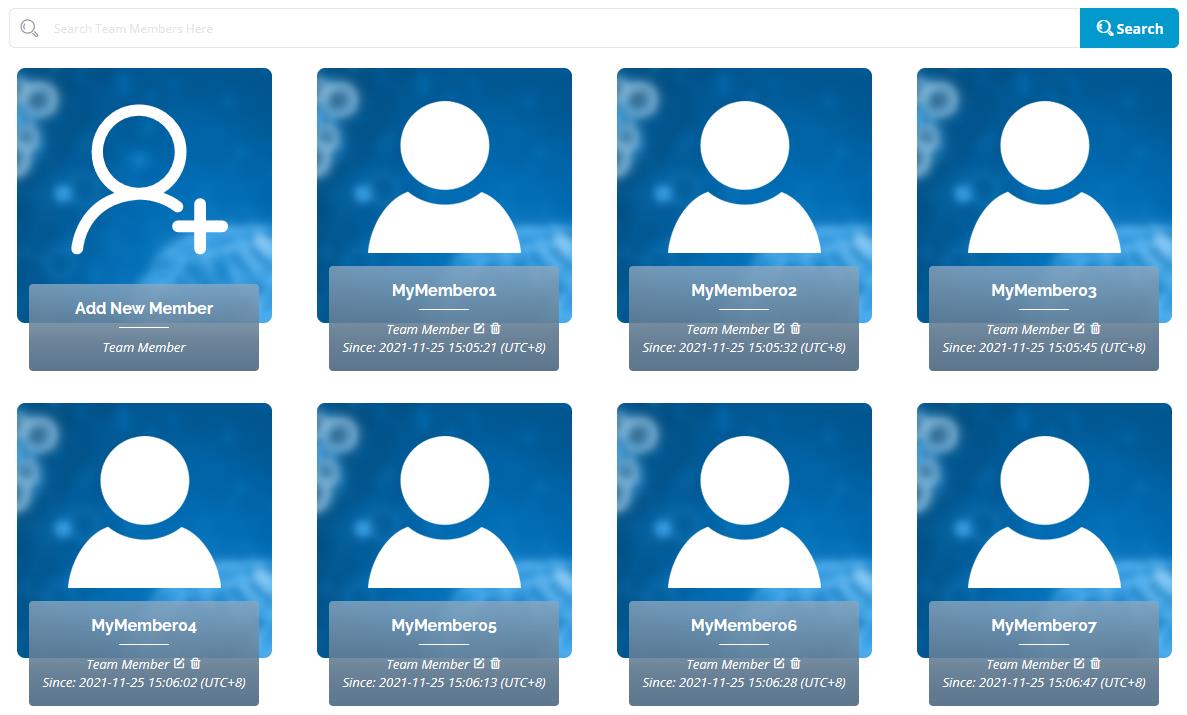 Search Team Members Here
Search
Add New Member
Team Member
MyMember01
Team Member
Since: 2021-11-25 15:05:21 (UTC+8)
MyMember02
Team Member
Since: 2021-11-25 15:05:32 (UTC+8)
MyMember03
Team Member
Since: 2021-11-25 15:05:45 (UTC+8)
MyMember04
Team Member
Since: 2021-11-25 15:06:02 (UTC+8)
MyMember05
Team Member
Since: 2021-11-25 15:06:13 (UTC+8)
MyMember06
Team Member
Since: 2021-11-25 15:06:28 (UTC+8)
MyMember07
Team Member
Since: 2021-11-25 15:06:47 (UTC+8)